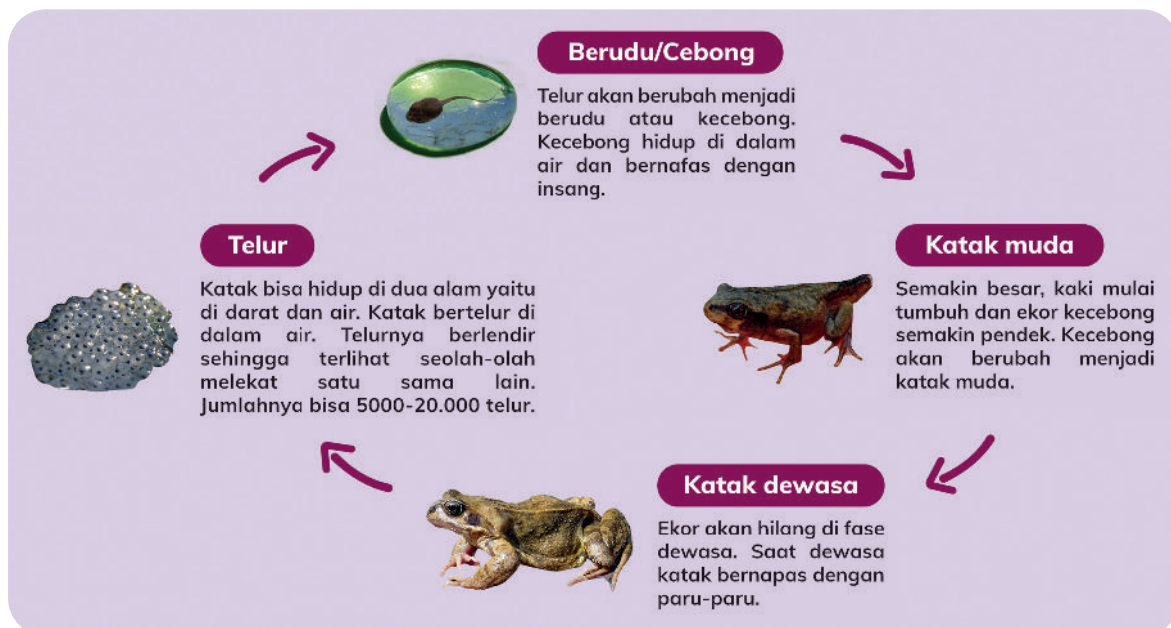 Berudu/Cebong
Telur akan berubah menjadi
berudu atau kecebong.
Kecebong hidup di dalam
air dan bernafas dengan
insang.
Telur
Katak bisa hidup di dua alam yaitu
di darat dan air. Katak bertelur di
dalam air. Telurnya berlendir
sehingga terlihat seolah-olah
melekat satu sama lain.
Jumlahnya bisa 5000-20.000 telur.
Katak muda
Semakin besar, kaki mulai
tumbuh dan ekor kecebong
semakin pendek. Kecebong
akan berubah menjadi
katak muda.
Katak dewasa
Ekor akan hilang di fase
dewasa. Saat dewasa
katak bernapas dengan
paru-paru.